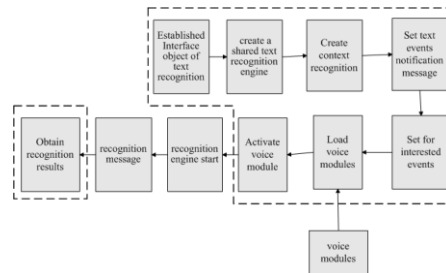 Established
Interface
object of
text
recognition
create a
shared text
recognition
engine
Create
context
recognition
Set text
events
notification
message
Obtain
recognition
results
recognition
message
recognition
engine start
Activate
voice
module
Load
voice
modules
Set for
interested
events
voice
modules